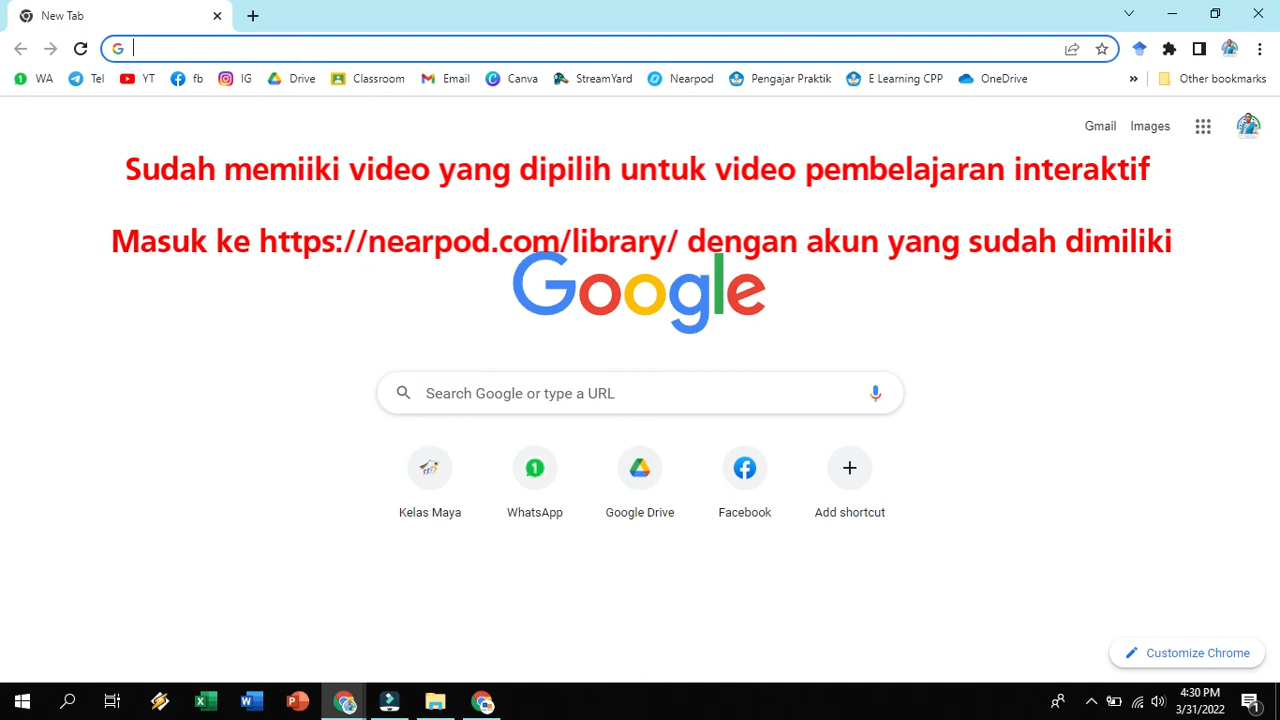 New Tab
WA Tel YT fb IG Drive Classroom Email Canva StreamYard Nearpod Pengajar Praktik E Learning CPP OneDrive » Other bookmarks
Gmail Images
Sudah memiiki video yang dipilih untuk video pembelajaran interaktif
Masuk ke https://nearpod.com/library/ dengan akun yang sudah dimiliki
Google
Search Google or type a URL
Kelas Maya WhatsApp Google Drive Facebook Add shortcut
Customize Chrome
4:30 PM
3/31/2022
1